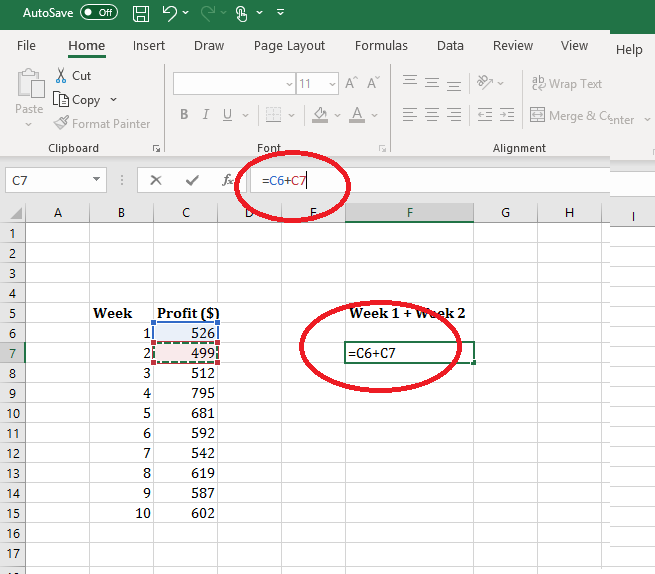 AutoSave Off
File Home Insert Draw Page Layout Formulas Data Review View Help
Paste
Cut
Copy
Format Painter
Clipboard
11 A A
B I U A
Font
ab Wrap Text
Merge & Center
Alignment
C7 fx =C6+C7
A B C D E F G H I
1
2
3
4
5 Week Profit ($) Week 1 + Week 2
6 1 526
7 2 499 =C6+C7
8 3 512
9 4 795
10 5 681
11 6 592
12 7 542
13 8 619
14 9 587
15 10 602
16
17